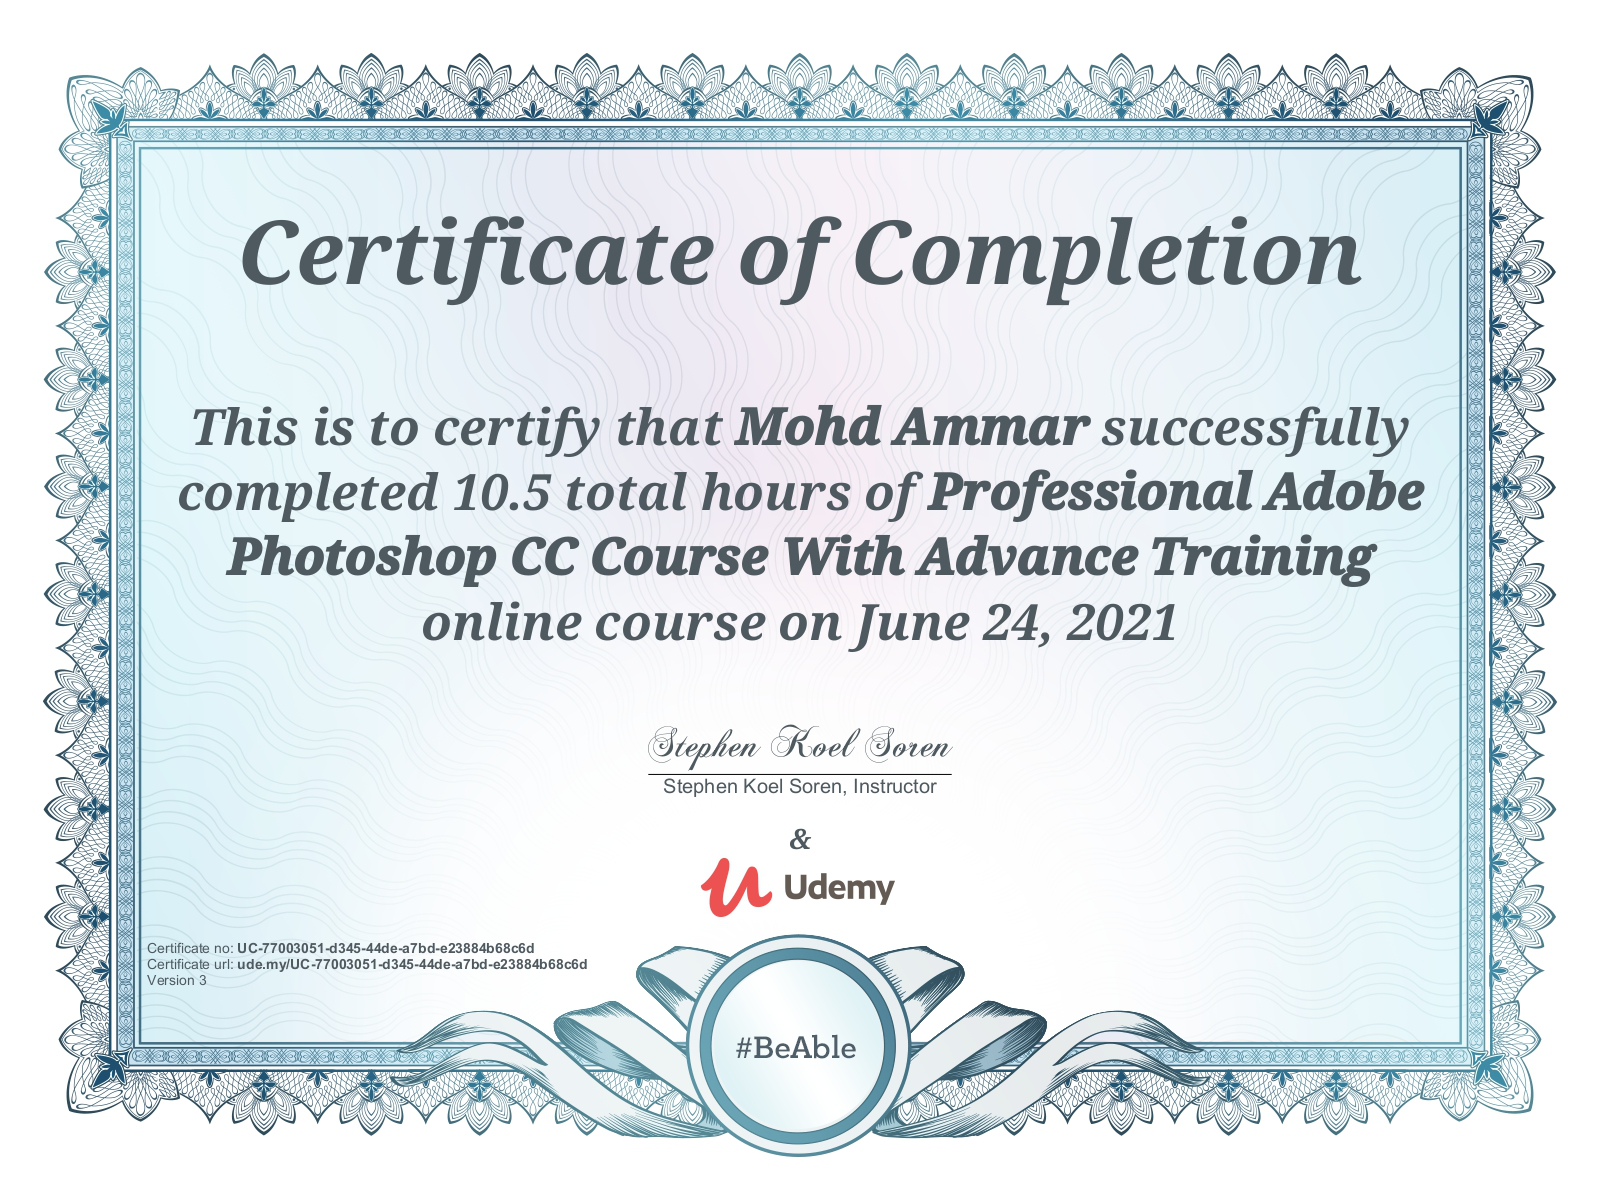 Certificate of Completion
This is to certify that Mohd Ammar successfully
completed 10.5 total hours of Professional Adobe
Photoshop CC Course With Advance Training
online course on June 24, 2021
Stephen Koel Soren
Stephen Koel Soren, Instructor
&
Udemy
Certificate no: UC-77003051-d345-44de-a7bd-e23884b68c6d
Certificate url: ude.my/UC-77003051-d345-44de-a7bd-e23884b68c6d
Version 3
#BeAble